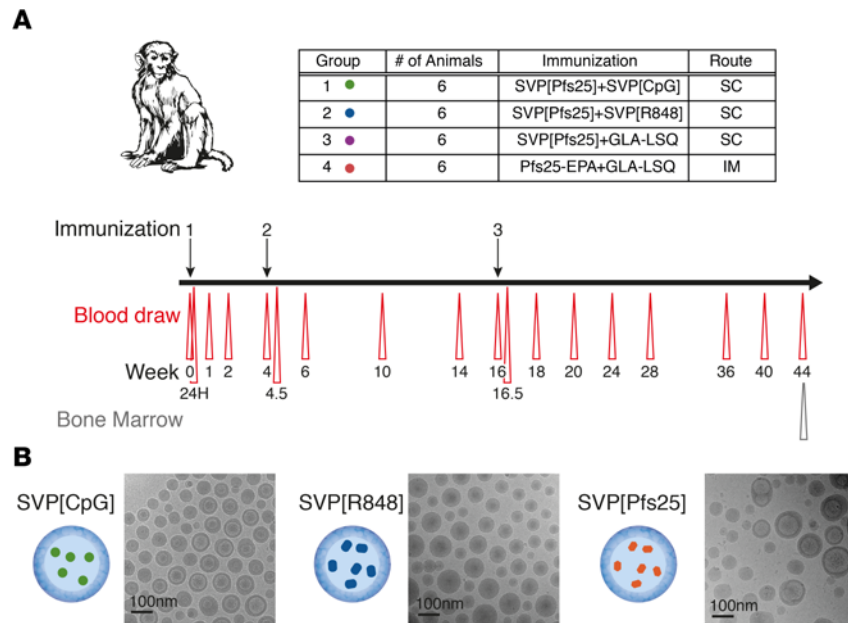 A
Group # of Animals Immunization Route
1 6 SVP[Pfs25]+SVP[CpG] SC
2 6 SVP[Pfs25]+SVP[R848] SC
3 6 SVP[Pfs25]+GLA-LSQ SC
4 6 Pfs25-EPA+GLA-LSQ IM
Immunization 1 2 3
Blood draw
Week 0 1 2 4 6 10 14 16 18 20 24 28 36 40 44
24H 4.5 16.5
Bone Marrow
B
SVP[CpG] SVP[R848] SVP[Pfs25]
100nm 100nm 100nm